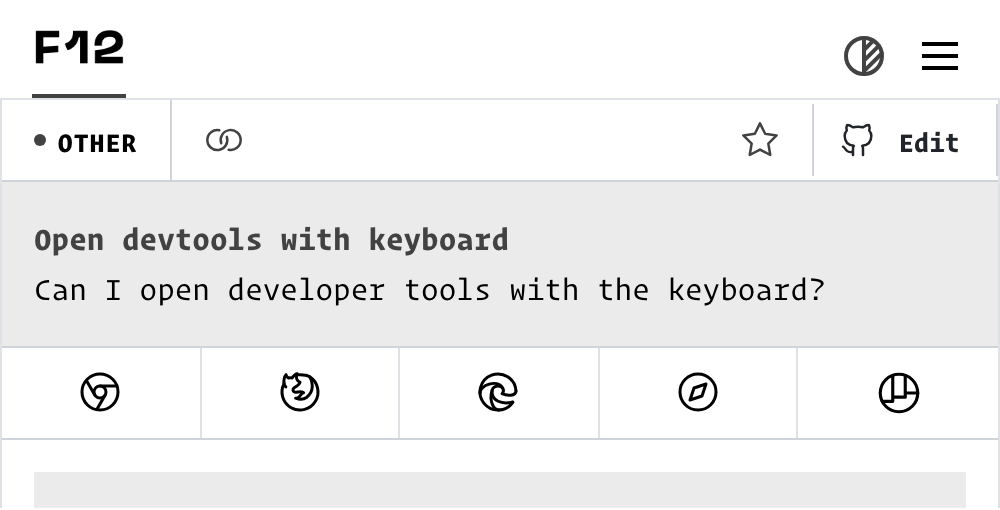 F12
OTHER
Edit
Open devtools with keyboard
Can I open developer tools with the keyboard?